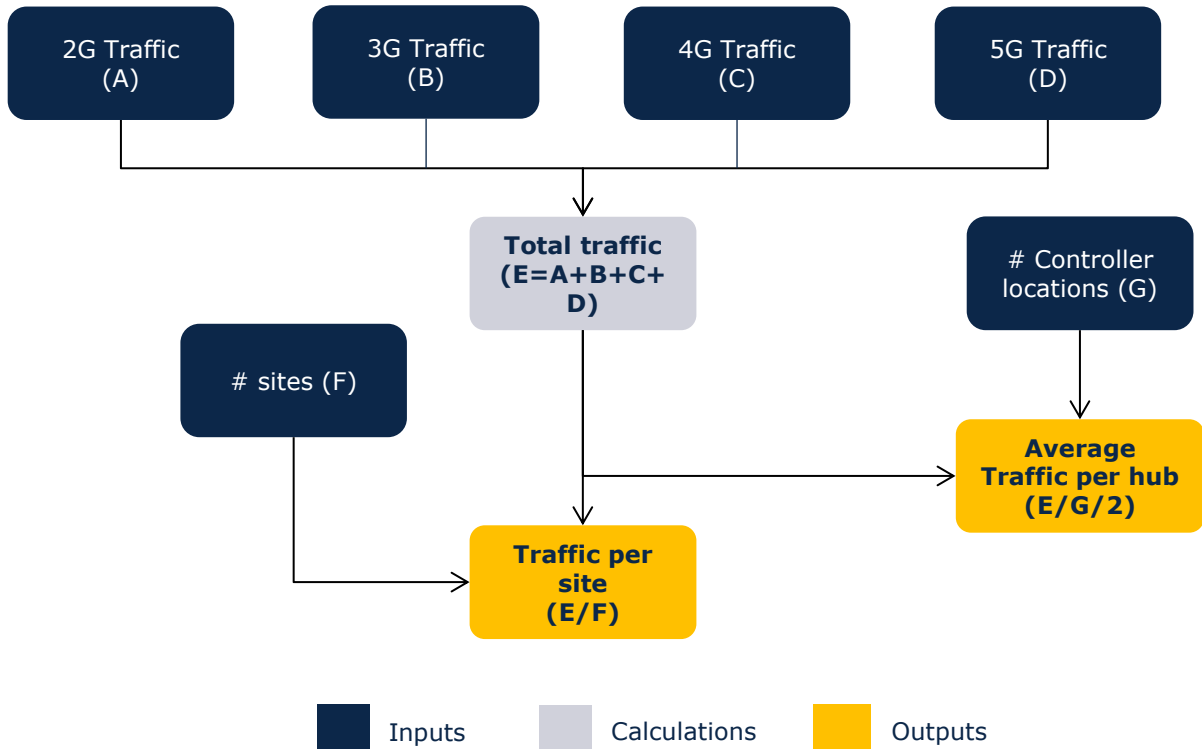 2G Traffic
(A)
3G Traffic
(B)
4G Traffic
(C)
5G Traffic
(D)
Total traffic
(E=A+B+C+
D)
# Controller
locations (G)
# sites (F)
Average
Traffic per hub
(E/G/2)
Traffic per
site
(E/F)
Inputs
Calculations
Outputs